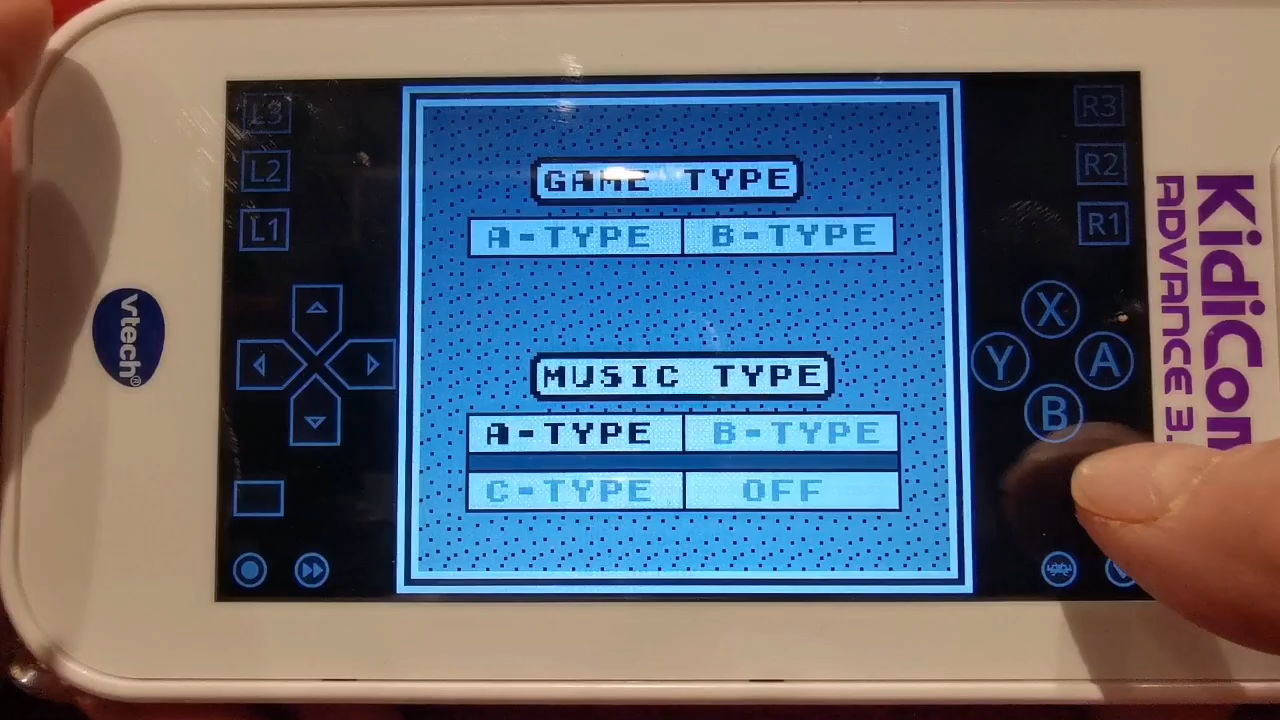 L3
L2
L1
R3
R2
R1
GAME TYPE
A-TYPE B-TYPE
MUSIC TYPE
A-TYPE B-TYPE
C-TYPE OFF
X
Y A
B
vtech®
KidiCom
ADVANCE 3.